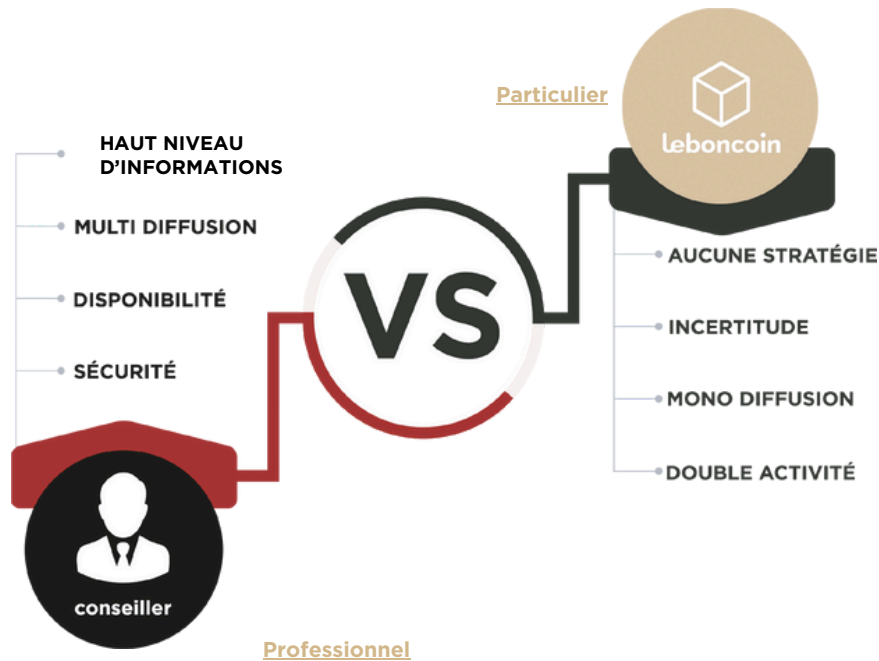 Particulier
leboncoin
HAUT NIVEAU
D’INFORMATIONS
MULTI DIFFUSION
DISPONIBILITÉ
SÉCURITÉ
VS
AUCUNE STRATÉGIE
INCERTITUDE
MONO DIFFUSION
DOUBLE ACTIVITÉ
conseiller
Professionnel